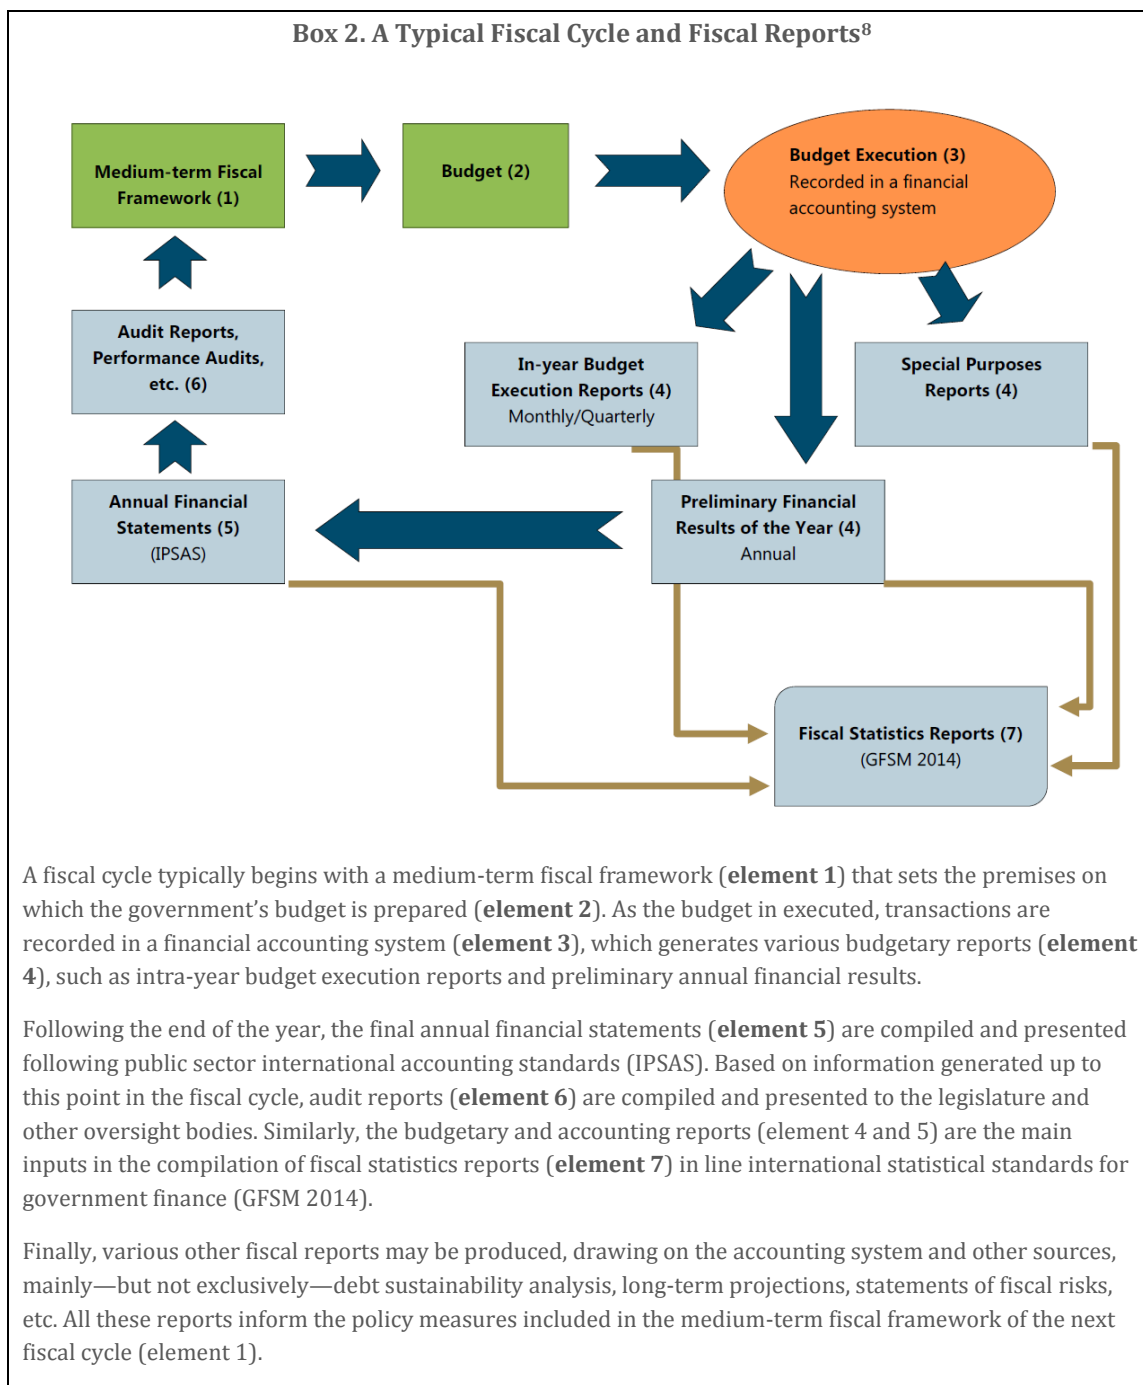 Box 2. A Typical Fiscal Cycle and Fiscal Reports⁸
Medium-term Fiscal
Framework (1)
Budget (2)
Budget Execution (3)
Recorded in a financial
accounting system
Audit Reports,
Performance Audits,
etc. (6)
In-year Budget
Execution Reports (4)
Monthly/Quarterly
Special Purposes
Reports (4)
Annual Financial
Statements (5)
(IPSAS)
Preliminary Financial
Results of the Year (4)
Annual
Fiscal Statistics Reports (7)
(GFSM 2014)
A fiscal cycle typically begins with a medium-term fiscal framework (element 1) that sets the premises on
which the government’s budget is prepared (element 2). As the budget in executed, transactions are
recorded in a financial accounting system (element 3), which generates various budgetary reports (element
4), such as intra-year budget execution reports and preliminary annual financial results.
Following the end of the year, the final annual financial statements (element 5) are compiled and presented
following public sector international accounting standards (IPSAS). Based on information generated up to
this point in the fiscal cycle, audit reports (element 6) are compiled and presented to the legislature and
other oversight bodies. Similarly, the budgetary and accounting reports (element 4 and 5) are the main
inputs in the compilation of fiscal statistics reports (element 7) in line international statistical standards for
government finance (GFSM 2014).
Finally, various other fiscal reports may be produced, drawing on the accounting system and other sources,
mainly—but not exclusively—debt sustainability analysis, long-term projections, statements of fiscal risks,
etc. All these reports inform the policy measures included in the medium-term fiscal framework of the next
fiscal cycle (element 1).